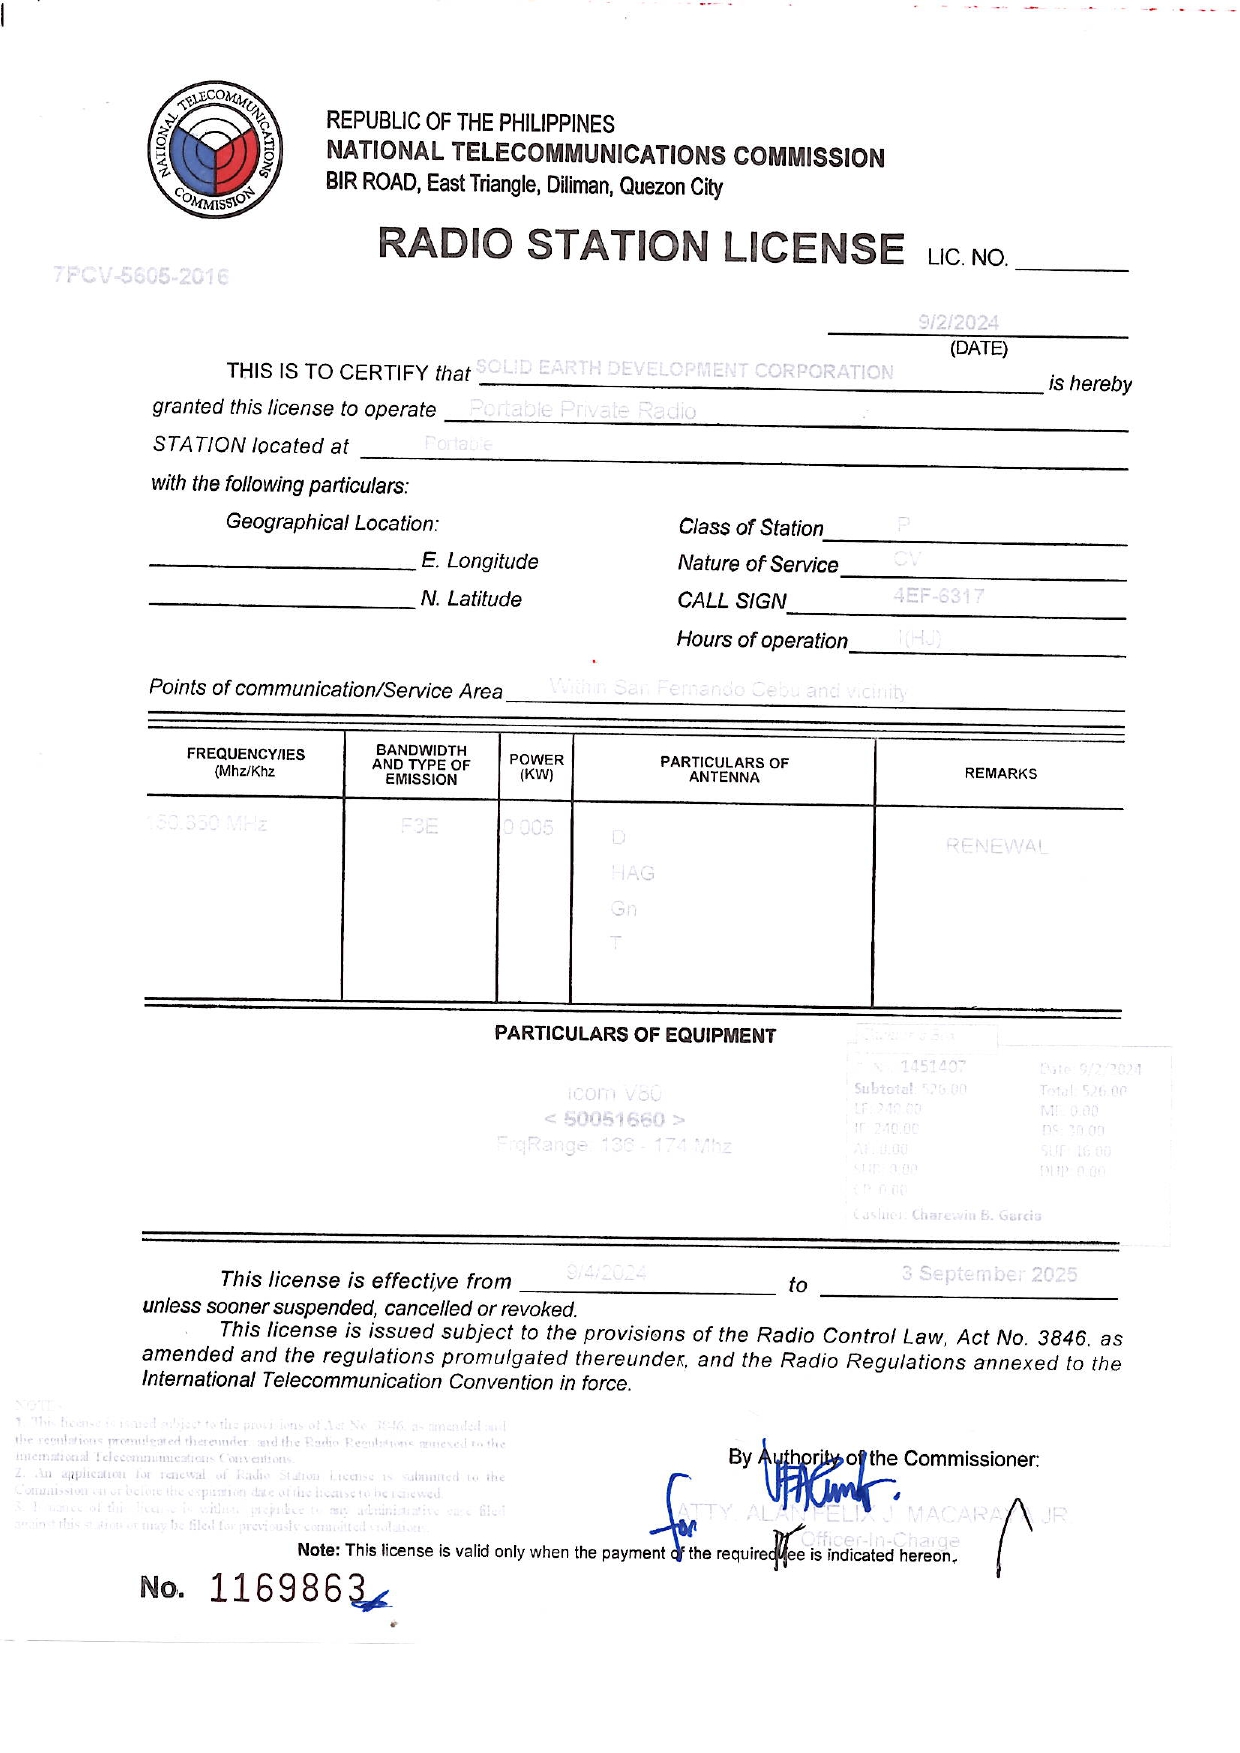 NATIONAL TELECOMMUNICATIONS COMMISSION
REPUBLIC OF THE PHILIPPINES
NATIONAL TELECOMMUNICATIONS COMMISSION
BIR ROAD, East Triangle, Diliman, Quezon City
RADIO STATION LICENSE LIC. NO.
7PCV-5605-2016
9/2/2024
(DATE)
THIS IS TO CERTIFY that SOLID EARTH DEVELOPMENT CORPORATION is hereby
granted this license to operate Portable Private Radio
STATION located at Portable
with the following particulars:
Geographical Location: Class of Station P
E. Longitude Nature of Service CV
N. Latitude CALL SIGN 4EF-6317
Hours of operation (HJ)
Points of communication/Service Area Within San Fernando Cebu and vicinity
FREQUENCY/IES (Mhz/Khz BANDWIDTH AND TYPE OF EMISSION POWER (KW) PARTICULARS OF ANTENNA REMARKS
MHz F3E 0.005 D RENEWAL
HAG
Gn
T
PARTICULARS OF EQUIPMENT
1451407 Date: 9/2/2024
Icom V80 Subtotal: 526.00 Total: 526.00
< 50051660 > LF: 240.00 MF: 0.00
FrqRange: 136 - 174 Mhz IF: 240.00 DS: 30.00
0.00 SUF: 16.00
0.00 DUP: 0.00
0.00
Cashier: Charewin B. Garcia
This license is effective from 9/4/2024 to 3 September 2025
unless sooner suspended, cancelled or revoked.
This license is issued subject to the provisions of the Radio Control Law, Act No. 3846, as
amended and the regulations promulgated thereunder, and the Radio Regulations annexed to the
International Telecommunication Convention in force.
NOTE:
1. This license is issued subject to the provisions of Act No. 3846, as amended and
the regulations promulgated thereunder, and the Radio Regulations annexed to the
International Telecommunications Conventions.
2. An application for renewal of Radio Station License is submitted to the
Commission on or before the expiration date of the license to be renewed.
3. Issuance of this license is without prejudice to any administrative case filed
against this station or may be filed for previously committed violations.
By Authority of the Commissioner:
for
ATTY ALAN FELIX J. MACARAYA JR
Officer-In-Charge
Note: This license is valid only when the payment of the required fee is indicated hereon.
No. 1169863